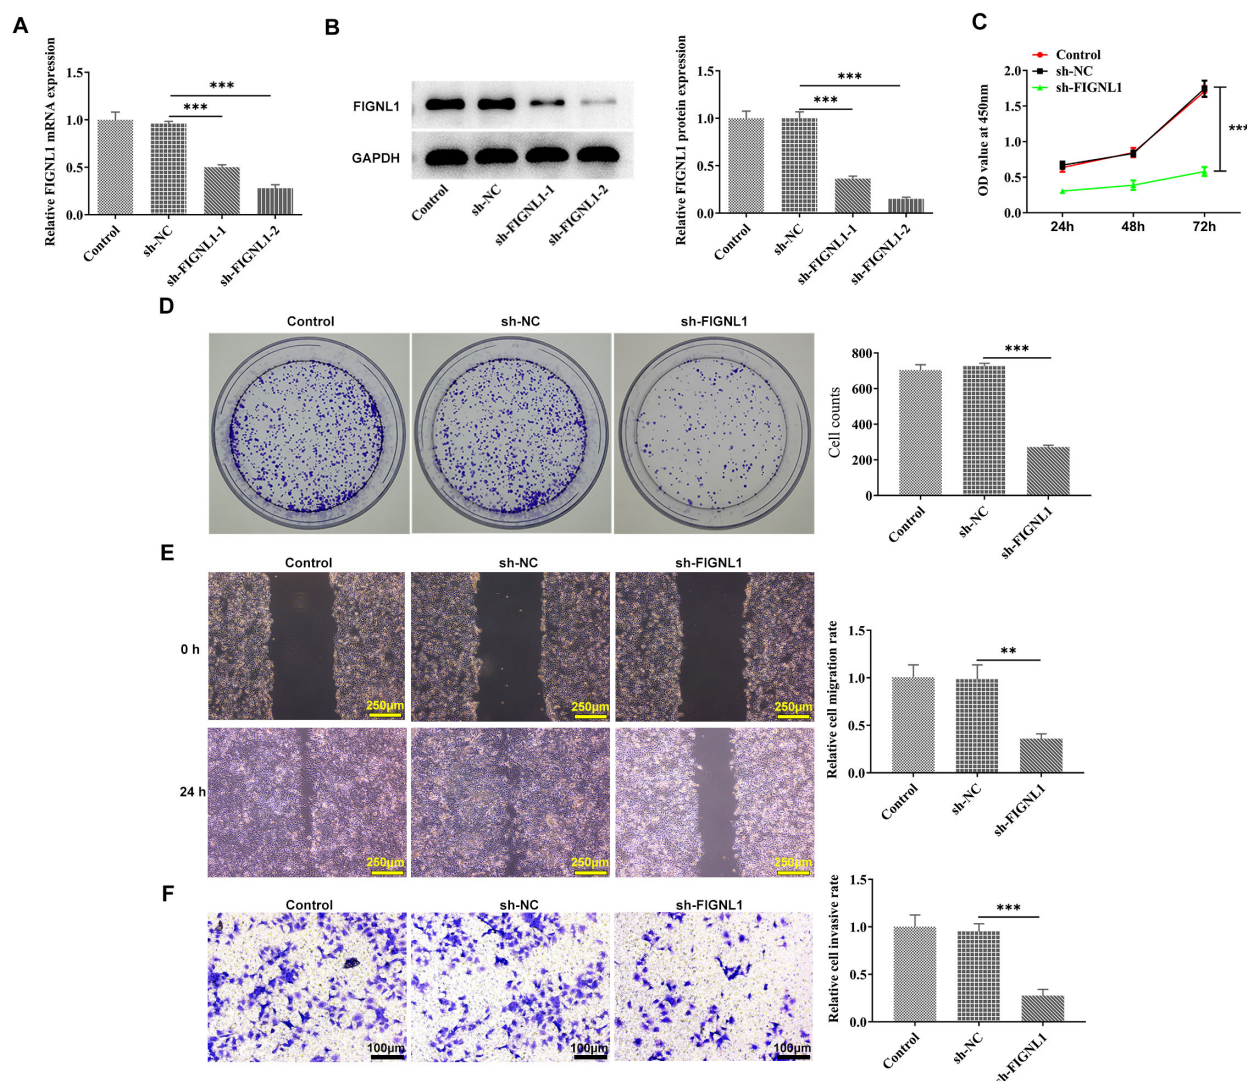 A
Relative FIGNL1 mRNA expression
1.5
1.0
0.5
0.0
***
***
Control
sh-NC
sh-FIGNL1-1
sh-FIGNL1-2
B
FIGNL1
GAPDH
Control
sh-NC
sh-FIGNL1-1
sh-FIGNL1-2
Relative FIGNL1 protein expression
1.5
1.0
0.5
0.0
***
***
Control
sh-NC
sh-FIGNL1-1
sh-FIGNL1-2
C
Control
sh-NC
sh-FIGNL1
OD value at 450nm
2.0
1.5
1.0
0.5
0.0
***
24h
48h
72h
D
Control
sh-NC
sh-FIGNL1
Cell counts
800
600
400
200
0
***
Control
sh-NC
sh-FIGNL1
E
Control
sh-NC
sh-FIGNL1
0 h
250μm
250μm
250μm
24 h
250μm
250μm
250μm
Relative cell migration rate
1.5
1.0
0.5
0.0
**
Control
sh-NC
sh-FIGNL1
F
Control
sh-NC
sh-FIGNL1
100μm
100μm
100μm
Relative cell invasive rate
1.5
1.0
0.5
0.0
***
Control
sh-NC
sh-FIGNL1